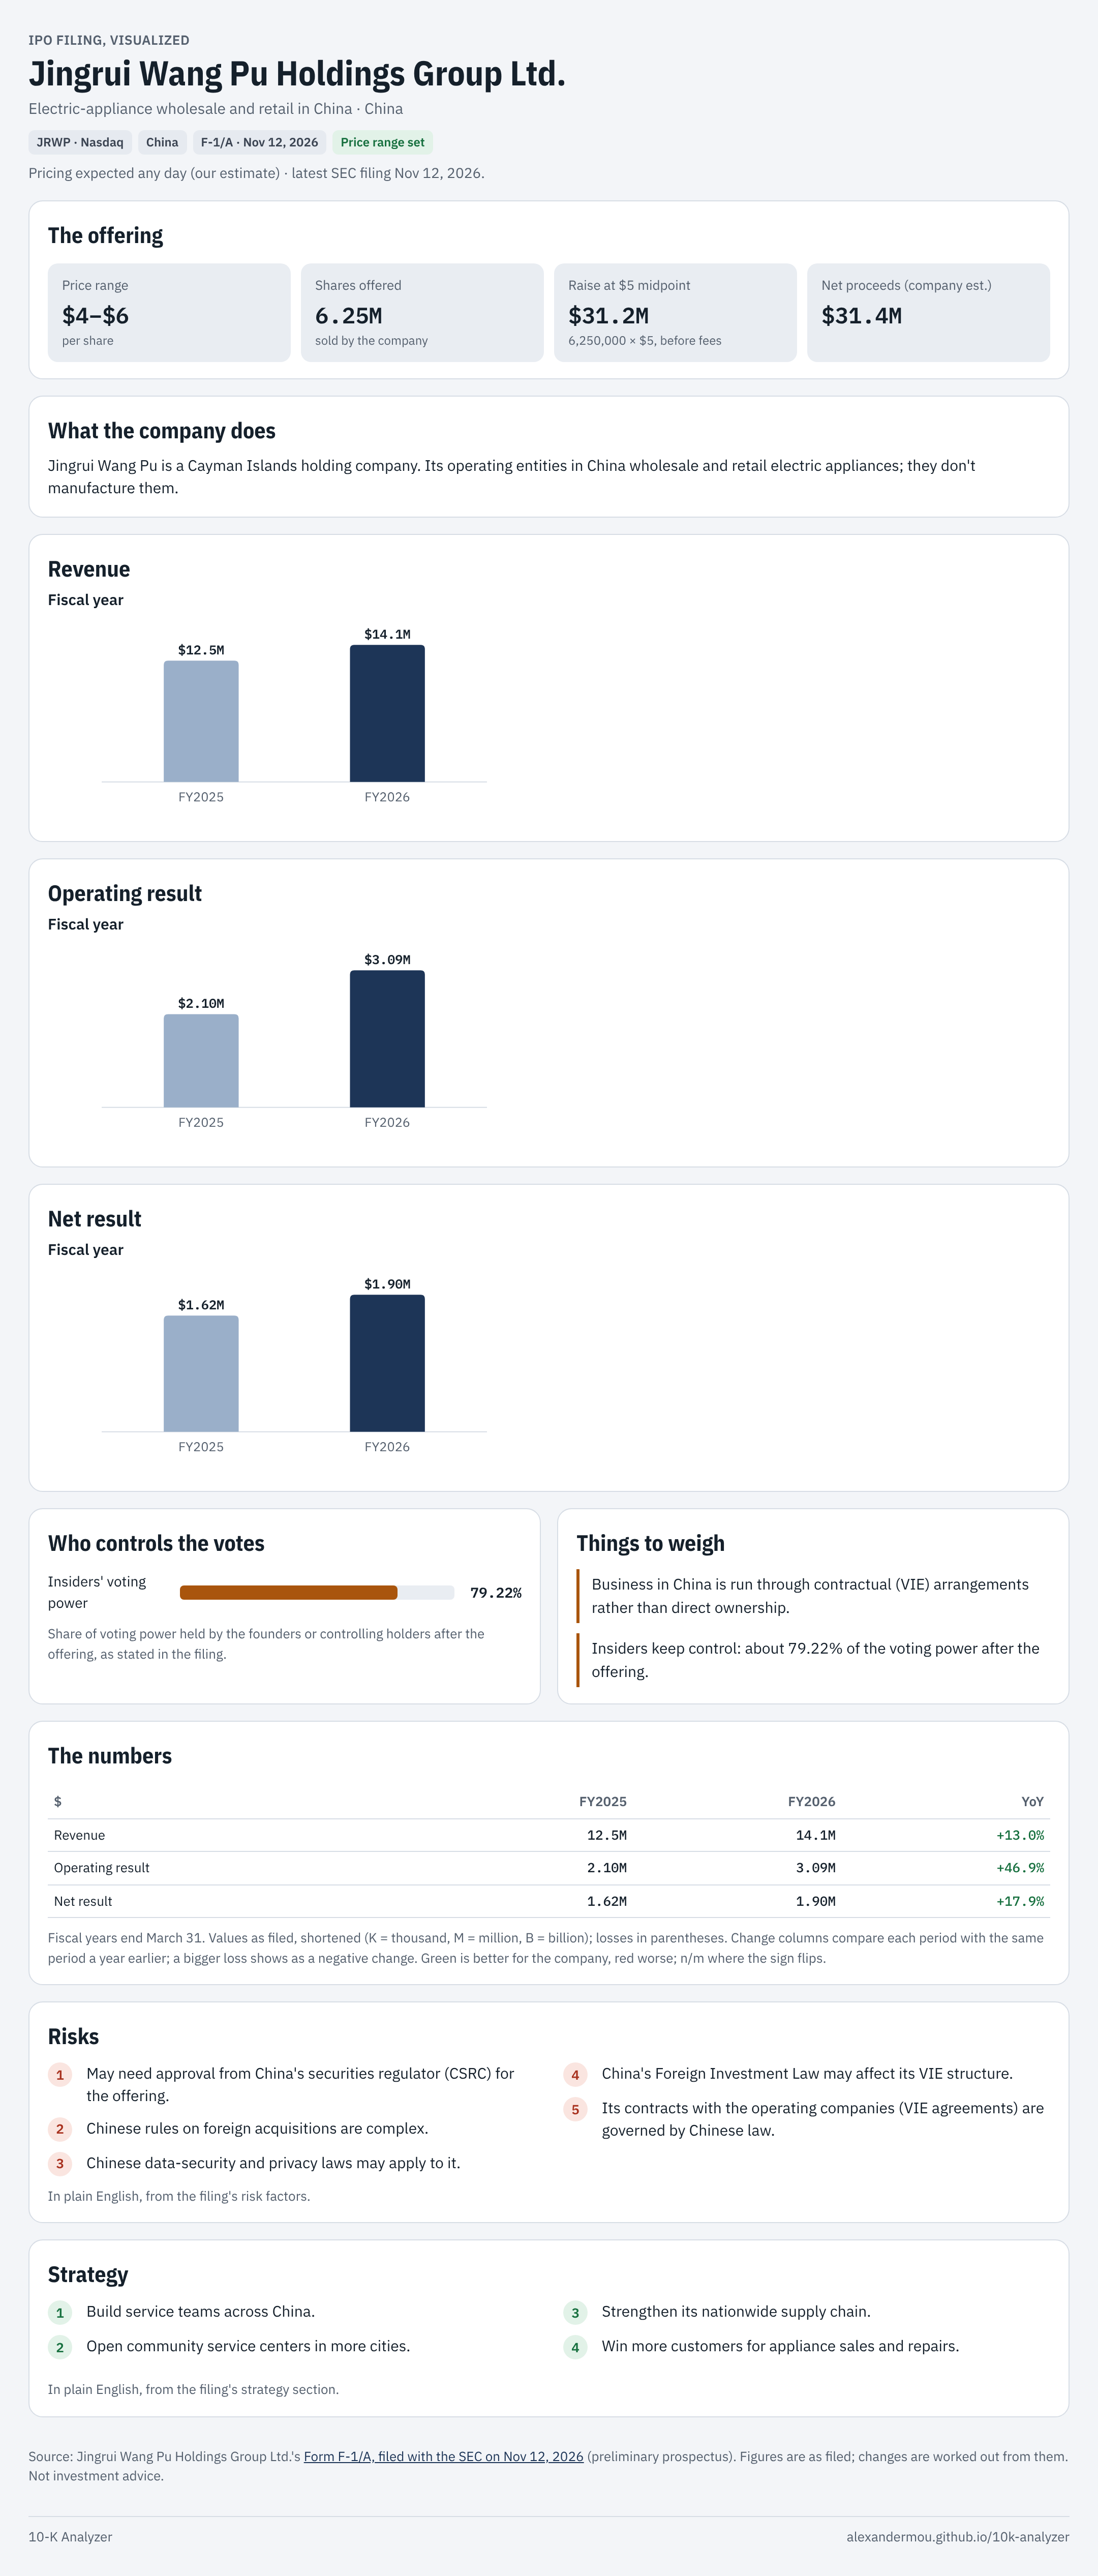 IPO FILING, VISUALIZED
Jingrui Wang Pu Holdings Group Ltd.
Electric-appliance wholesale and retail in China · China
JRWP · Nasdaq
China
F-1/A · Nov 12, 2026
Price range set
Pricing expected any day (our estimate) · latest SEC filing Nov 12, 2026.
The offering
Price range
$4–$6
per share
Shares offered
6.25M
sold by the company
Raise at $5 midpoint
$31.2M
6,250,000 × $5, before fees
Net proceeds (company est.)
$31.4M
What the company does
Jingrui Wang Pu is a Cayman Islands holding company. Its operating entities in China wholesale and retail electric appliances; they don't
manufacture them.
Revenue
Fiscal year
$12.5M
$14.1M
FY2025
FY2026
Operating result
Fiscal year
$2.10M
$3.09M
FY2025
FY2026
Net result
Fiscal year
$1.62M
$1.90M
FY2025
FY2026
Who controls the votes
Insiders' voting
power
79.22%
Share of voting power held by the founders or controlling holders after the
offering, as stated in the filing.
Things to weigh
Business in China is run through contractual (VIE) arrangements
rather than direct ownership.
Insiders keep control: about 79.22% of the voting power after the
offering.
The numbers
$ FY2025 FY2026 YoY
Revenue 12.5M 14.1M +13.0%
Operating result 2.10M 3.09M +46.9%
Net result 1.62M 1.90M +17.9%
Fiscal years end March 31. Values as filed, shortened (K = thousand, M = million, B = billion); losses in parentheses. Change columns compare each period with the same
period a year earlier; a bigger loss shows as a negative change. Green is better for the company, red worse; n/m where the sign flips.
Risks
1 May need approval from China's securities regulator (CSRC) for
the offering.
2 Chinese rules on foreign acquisitions are complex.
3 Chinese data-security and privacy laws may apply to it.
4 China's Foreign Investment Law may affect its VIE structure.
5 Its contracts with the operating companies (VIE agreements) are
governed by Chinese law.
In plain English, from the filing's risk factors.
Strategy
1 Build service teams across China.
2 Open community service centers in more cities.
3 Strengthen its nationwide supply chain.
4 Win more customers for appliance sales and repairs.
In plain English, from the filing's strategy section.
Source: Jingrui Wang Pu Holdings Group Ltd.'s Form F-1/A, filed with the SEC on Nov 12, 2026 (preliminary prospectus). Figures are as filed; changes are worked out from them.
Not investment advice.
10-K Analyzer
alexandermou.github.io/10k-analyzer